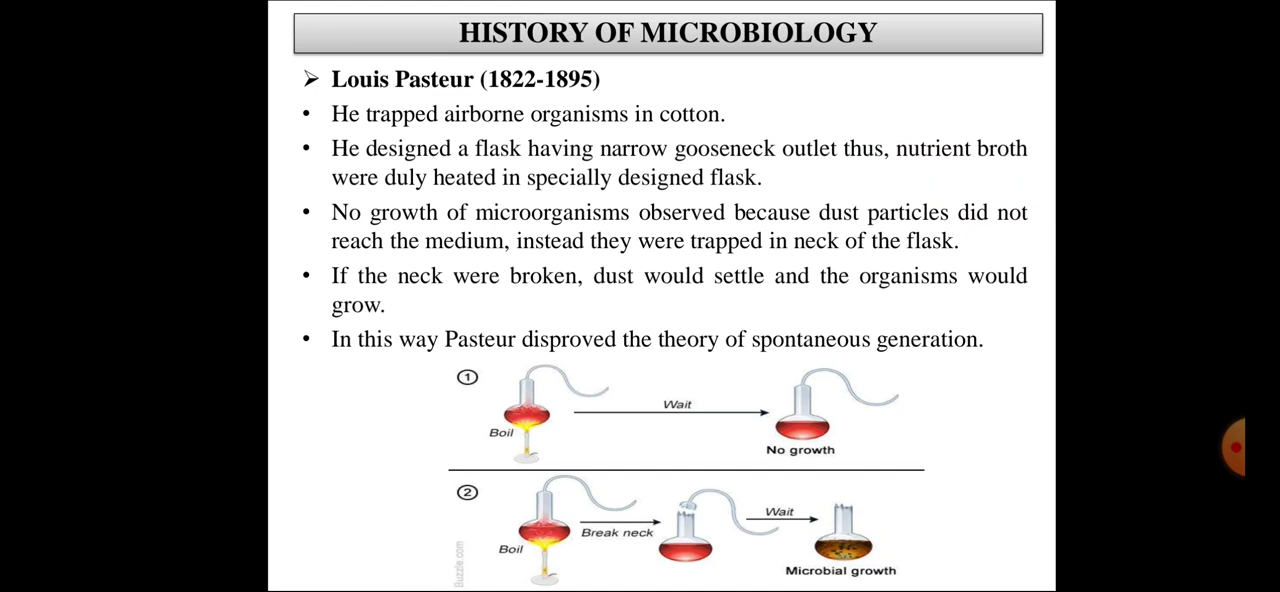 HISTORY OF MICROBIOLOGY
➢ Louis Pasteur (1822-1895)
• He trapped airborne organisms in cotton.
• He designed a flask having narrow gooseneck outlet thus, nutrient broth
were duly heated in specially designed flask.
• No growth of microorganisms observed because dust particles did not
reach the medium, instead they were trapped in neck of the flask.
• If the neck were broken, dust would settle and the organisms would
grow.
• In this way Pasteur disproved the theory of spontaneous generation.
1
Wait
Boil
No growth
2
Wait
Break neck
Boil
Microbial growth
Buzzle.com